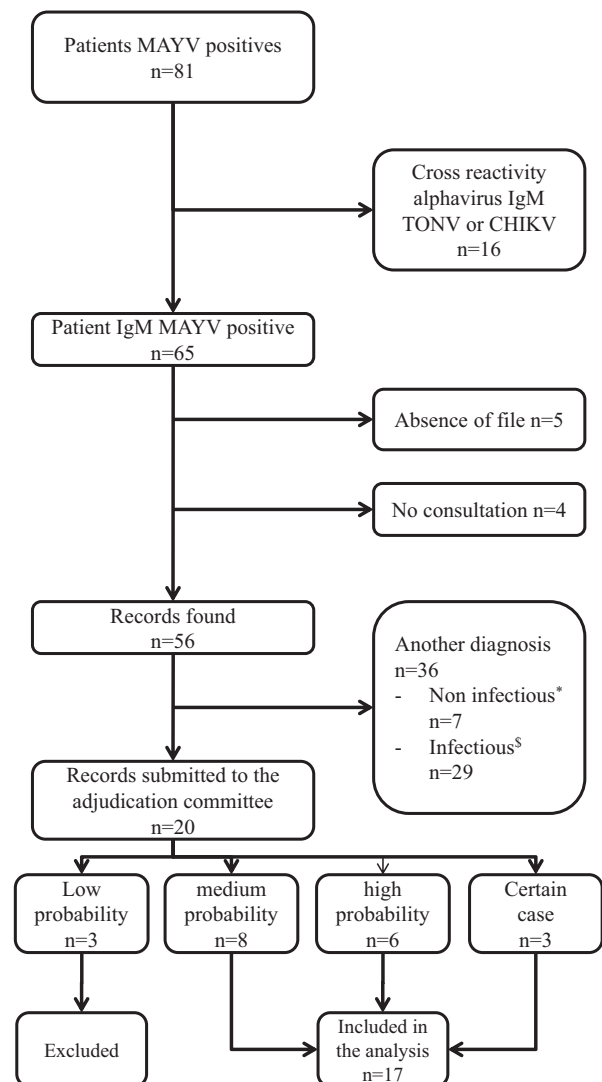 Patients MAYV positives
n=81
Cross reactivity
alphavirus IgM
TONV or CHIKV
n=16
Patient IgM MAYV positive
n=65
Absence of file n=5
No consultation n=4
Records found
n=56
Another diagnosis
n=36
- Non infectious*
n=7
- Infectious$
n=29
Records submitted to the
adjudication committee
n=20
Low
probability
n=3
medium
probability
n=8
high
probability
n=6
Certain
case
n=3
Excluded
Included in
the analysis
n=17